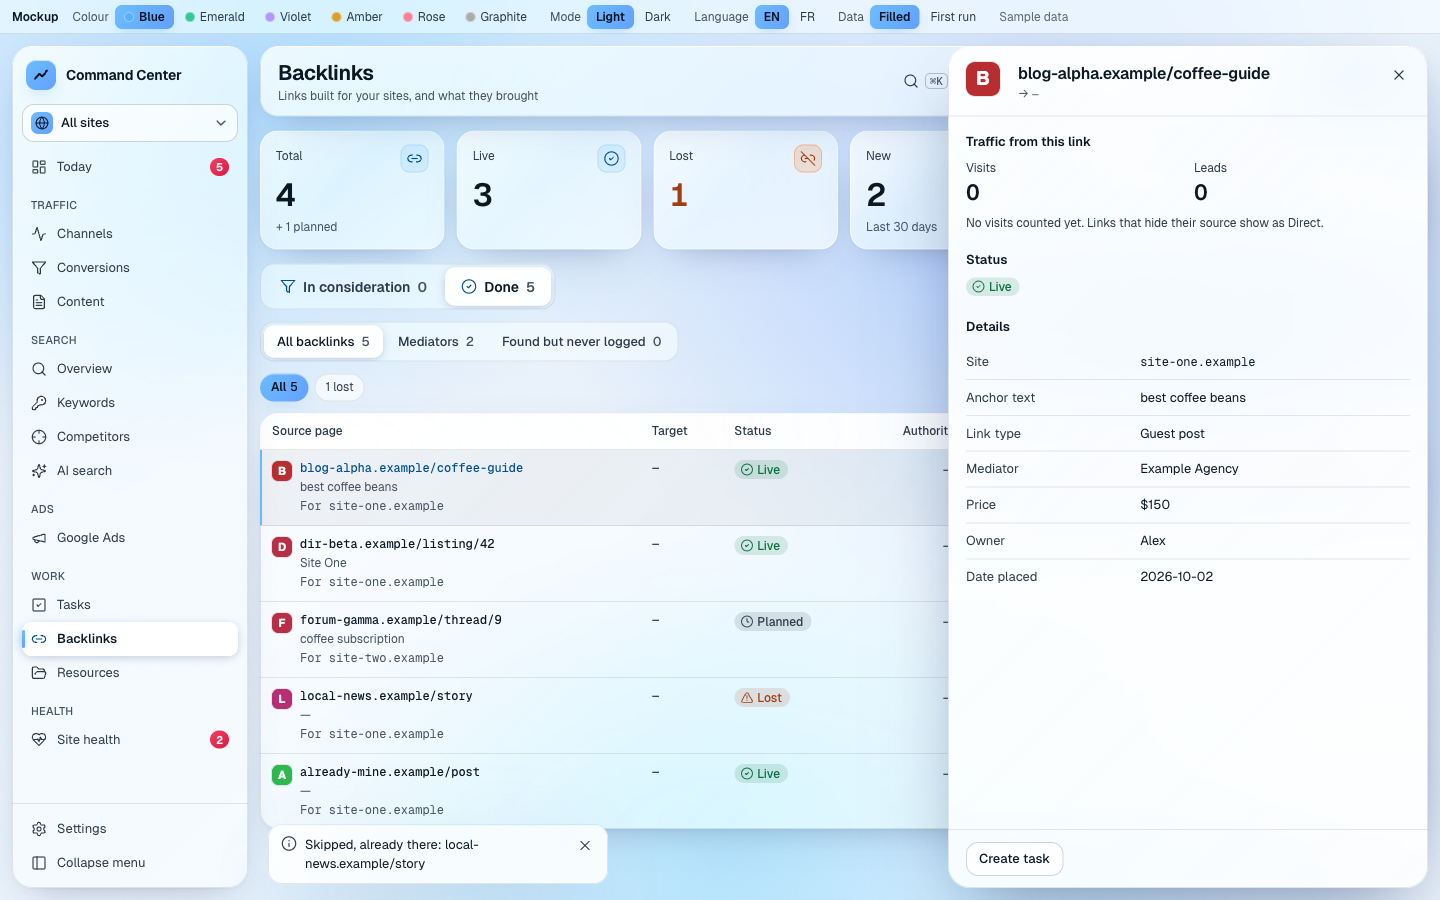 Mockup Colour Blue Emerald Violet Amber Rose Graphite Mode Light Dark Language EN FR Data Filled First run Sample data
Command Center
All sites
Today 5
TRAFFIC
Channels
Conversions
Content
SEARCH
Overview
Keywords
Competitors
AI search
ADS
Google Ads
WORK
Tasks
Backlinks
Resources
HEALTH
Site health 2
Settings
Collapse menu
Backlinks
Links built for your sites, and what they brought
⌘K
Total
4
+ 1 planned
Live
3
Lost
1
New
2
Last 30 days
In consideration 0 Done 5
All backlinks 5 Mediators 2 Found but never logged 0
All 5 1 lost
Source page Target Status Authorit
B blog-alpha.example/coffee-guide – Live –
best coffee beans
For site-one.example
D dir-beta.example/listing/42 – Live –
Site One
For site-one.example
F forum-gamma.example/thread/9 – Planned –
coffee subscription
For site-two.example
L local-news.example/story – Lost –
—
For site-one.example
A already-mine.example/post – Live –
—
For site-one.example
Skipped, already there: local-
news.example/story
B blog-alpha.example/coffee-guide
→ –
Traffic from this link
Visits Leads
0 0
No visits counted yet. Links that hide their source show as Direct.
Status
Live
Details
Site site-one.example
Anchor text best coffee beans
Link type Guest post
Mediator Example Agency
Price $150
Owner Alex
Date placed 2026-10-02
Create task